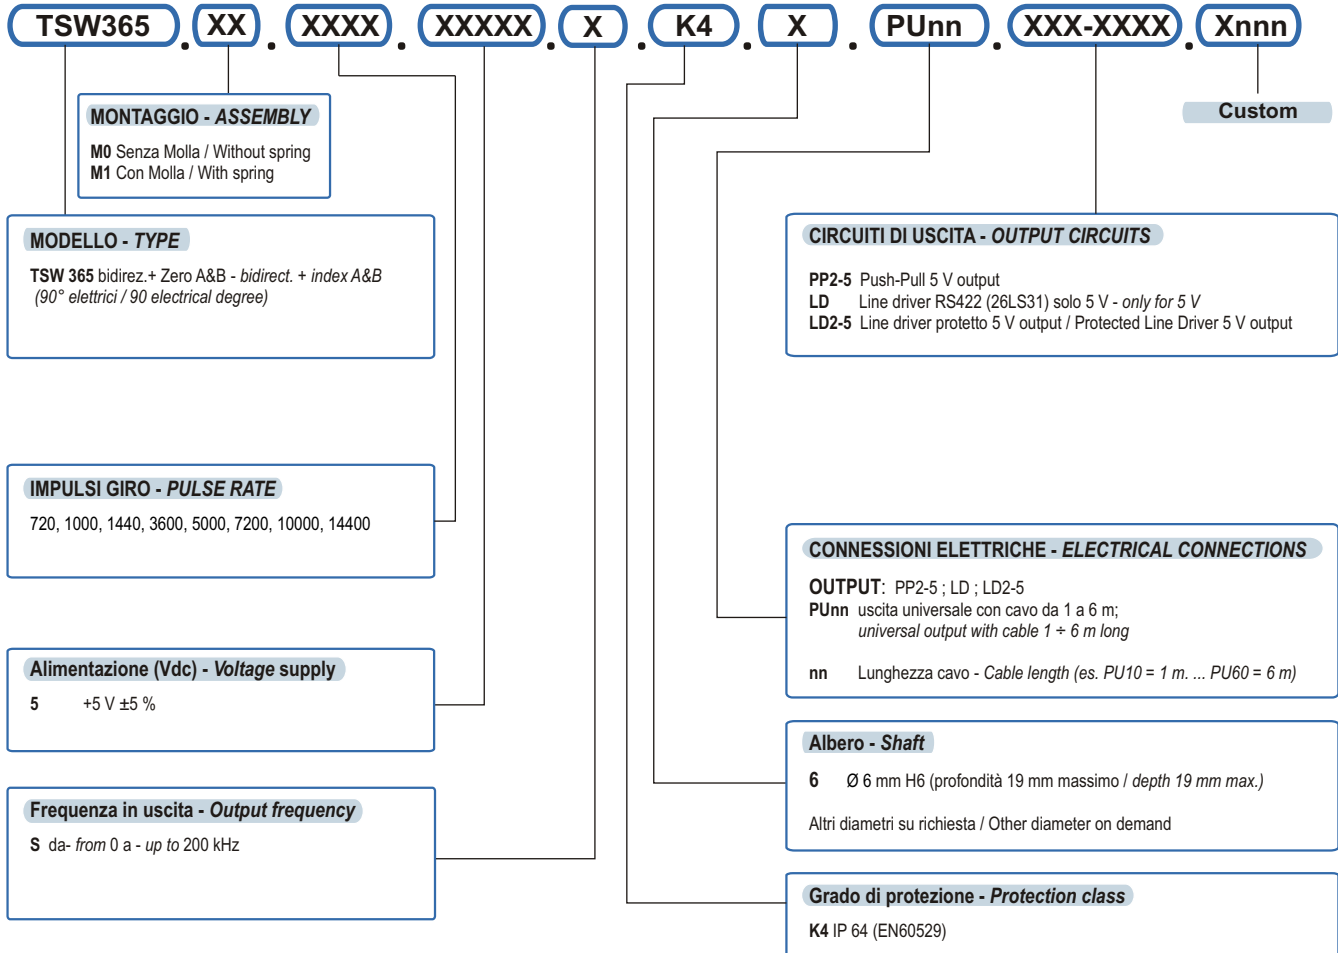 TSW365 . XX . XXXX . XXXXX . X . K4 . X . PUnn . XXX-XXXX . Xnnn
Custom
MONTAGGIO - ASSEMBLY
M0 Senza Molla / Without spring
M1 Con Molla / With spring
MODELLO - TYPE
TSW 365 bidirez.+ Zero A&B - bidirect. + index A&B
(90° elettrici / 90 electrical degree)
IMPULSI GIRO - PULSE RATE
720, 1000, 1440, 3600, 5000, 7200, 10000, 14400
Alimentazione (Vdc) - Voltage supply
5 +5 V ±5 %
Frequenza in uscita - Output frequency
S da- from 0 a - up to 200 kHz
CIRCUITI DI USCITA - OUTPUT CIRCUITS
PP2-5 Push-Pull 5 V output
LD Line driver RS422 (26LS31) solo 5 V - only for 5 V
LD2-5 Line driver protetto 5 V output / Protected Line Driver 5 V output
CONNESSIONI ELETTRICHE - ELECTRICAL CONNECTIONS
OUTPUT: PP2-5 ; LD ; LD2-5
PUnn uscita universale con cavo da 1 a 6 m;
universal output with cable 1 ÷ 6 m long
nn Lunghezza cavo - Cable length (es. PU10 = 1 m. ... PU60 = 6 m)
Albero - Shaft
6 Ø 6 mm H6 (profondità 19 mm massimo / depth 19 mm max.)
Altri diametri su richiesta / Other diameter on demand
Grado di protezione - Protection class
K4 IP 64 (EN60529)